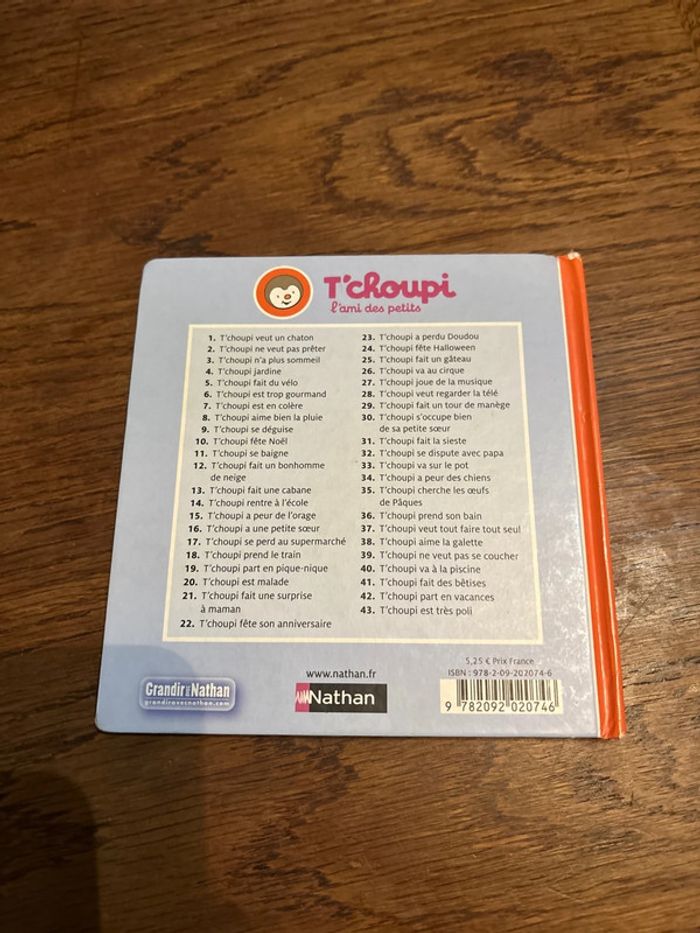 T'choupi
l'ami des petits
1. T'choupi veut un chaton
2. T'choupi ne veut pas prêter
3. T'choupi n'a plus sommeil
4. T'choupi jardine
5. T'choupi fait du vélo
6. T'choupi est trop gourmand
7. T'choupi est en colère
8. T'choupi aime bien la pluie
9. T'choupi se déguise
10. T'choupi fête Noël
11. T'choupi se baigne
12. T'choupi fait un bonhomme
de neige
13. T'choupi fait une cabane
14. T'choupi rentre à l'école
15. T'choupi a peur de l'orage
16. T'choupi a une petite sœur
17. T'choupi se perd au supermarché
18. T'choupi prend le train
19. T'choupi part en pique-nique
20. T'choupi est malade
21. T'choupi fait une surprise
à maman
22. T'choupi fête son anniversaire
23. T'choupi a perdu Doudou
24. T'choupi fête Halloween
25. T'choupi fait un gâteau
26. T'choupi va au cirque
27. T'choupi joue de la musique
28. T'choupi veut regarder la télé
29. T'choupi fait un tour de manège
30. T'choupi s'occupe bien
de sa petite sœur
31. T'choupi fait la sieste
32. T'choupi se dispute avec papa
33. T'choupi va sur le pot
34. T'choupi a peur des chiens
35. T'choupi cherche les œufs
de Pâques
36. T'choupi prend son bain
37. T'choupi veut tout faire tout seul
38. T'choupi aime la galette
39. T'choupi ne veut pas se coucher
40. T'choupi va à la piscine
41. T'choupi fait des bêtises
42. T'choupi part en vacances
43. T'choupi est très poli
Grandir avec Nathan
grandiravecnathan.com
www.nathan.fr
Nathan
5,25 € Prix France
ISBN : 978-2-09-202074-6
9 782092 020746